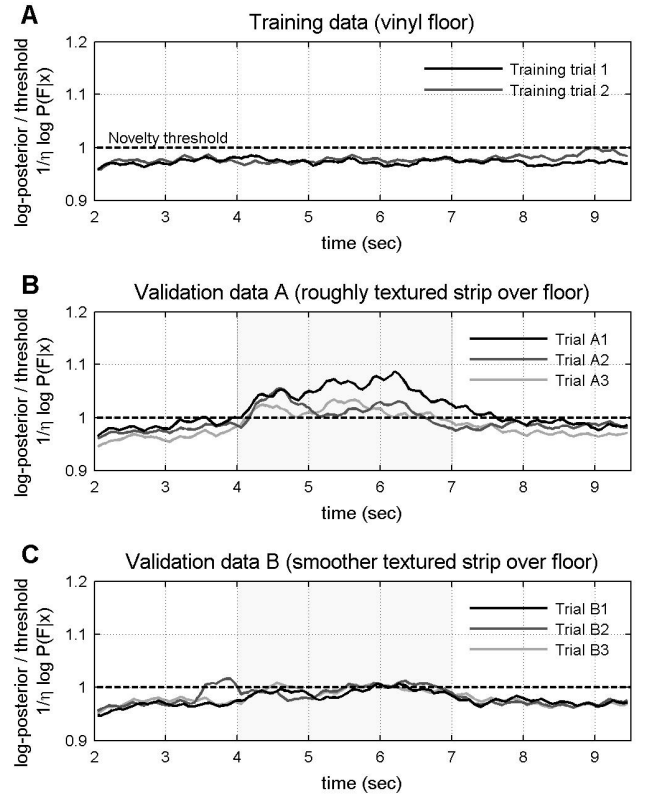 A
Training data (vinyl floor)
log-posterior / threshold
1/η log P(F|x)
1.2
1.1
1
0.9
Training trial 1
Training trial 2
Novelty threshold
2 3 4 5 6 7 8 9
time (sec)
B
Validation data A (roughly textured strip over floor)
log-posterior / threshold
1/η log P(F|x)
1.2
1.1
1
0.9
Trial A1
Trial A2
Trial A3
2 3 4 5 6 7 8 9
time (sec)
C
Validation data B (smoother textured strip over floor)
log-posterior / threshold
1/η log P(F|x)
1.2
1.1
1
0.9
Trial B1
Trial B2
Trial B3
2 3 4 5 6 7 8 9
time (sec)